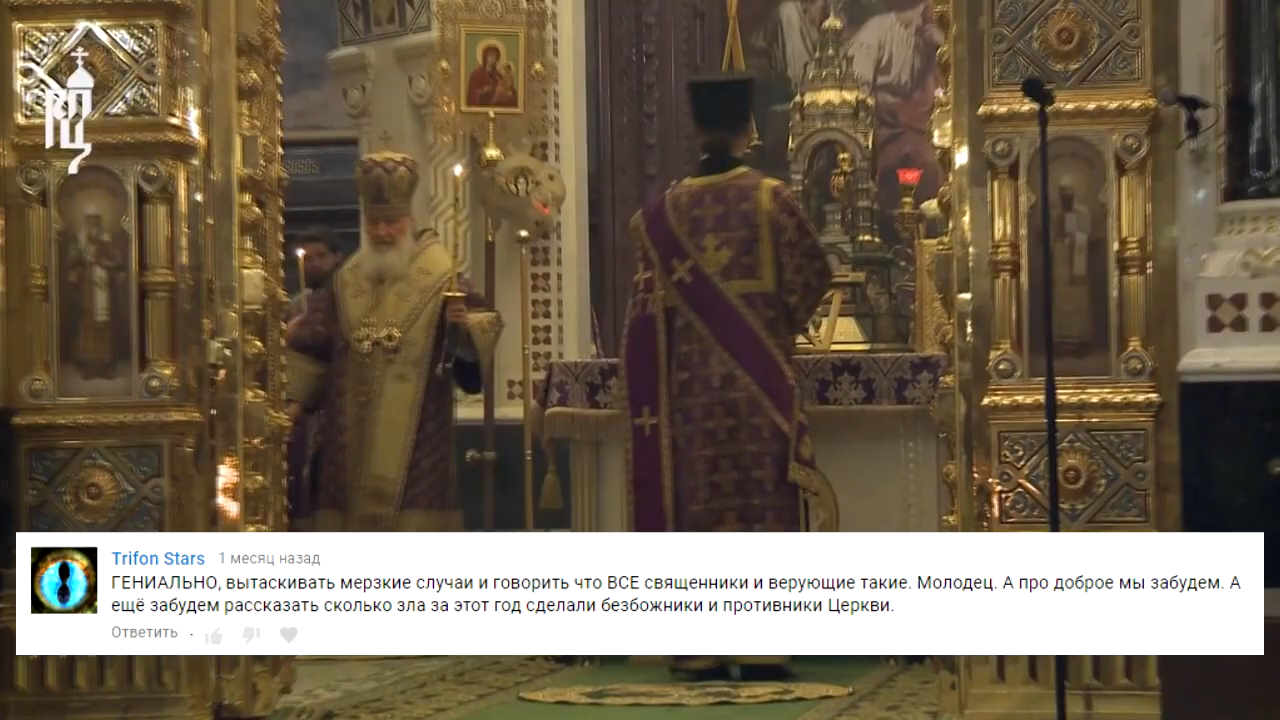 РПЦ
Trifon Stars 1 месяц назад
ГЕНИАЛЬНО, вытаскивать мерзкие случаи и говорить что ВСЕ священники и верующие такие. Молодец. А про доброе мы забудем. А
ещё забудем рассказать сколько зла за этот год сделали безбожники и противники Церкви.
Ответить